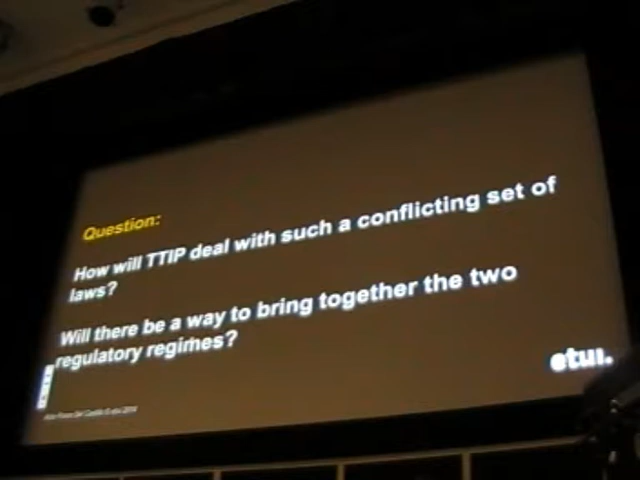 Question:
How will TTIP deal with such a conflicting set of
laws?
Will there be a way to bring together the two
regulatory regimes?
etui.